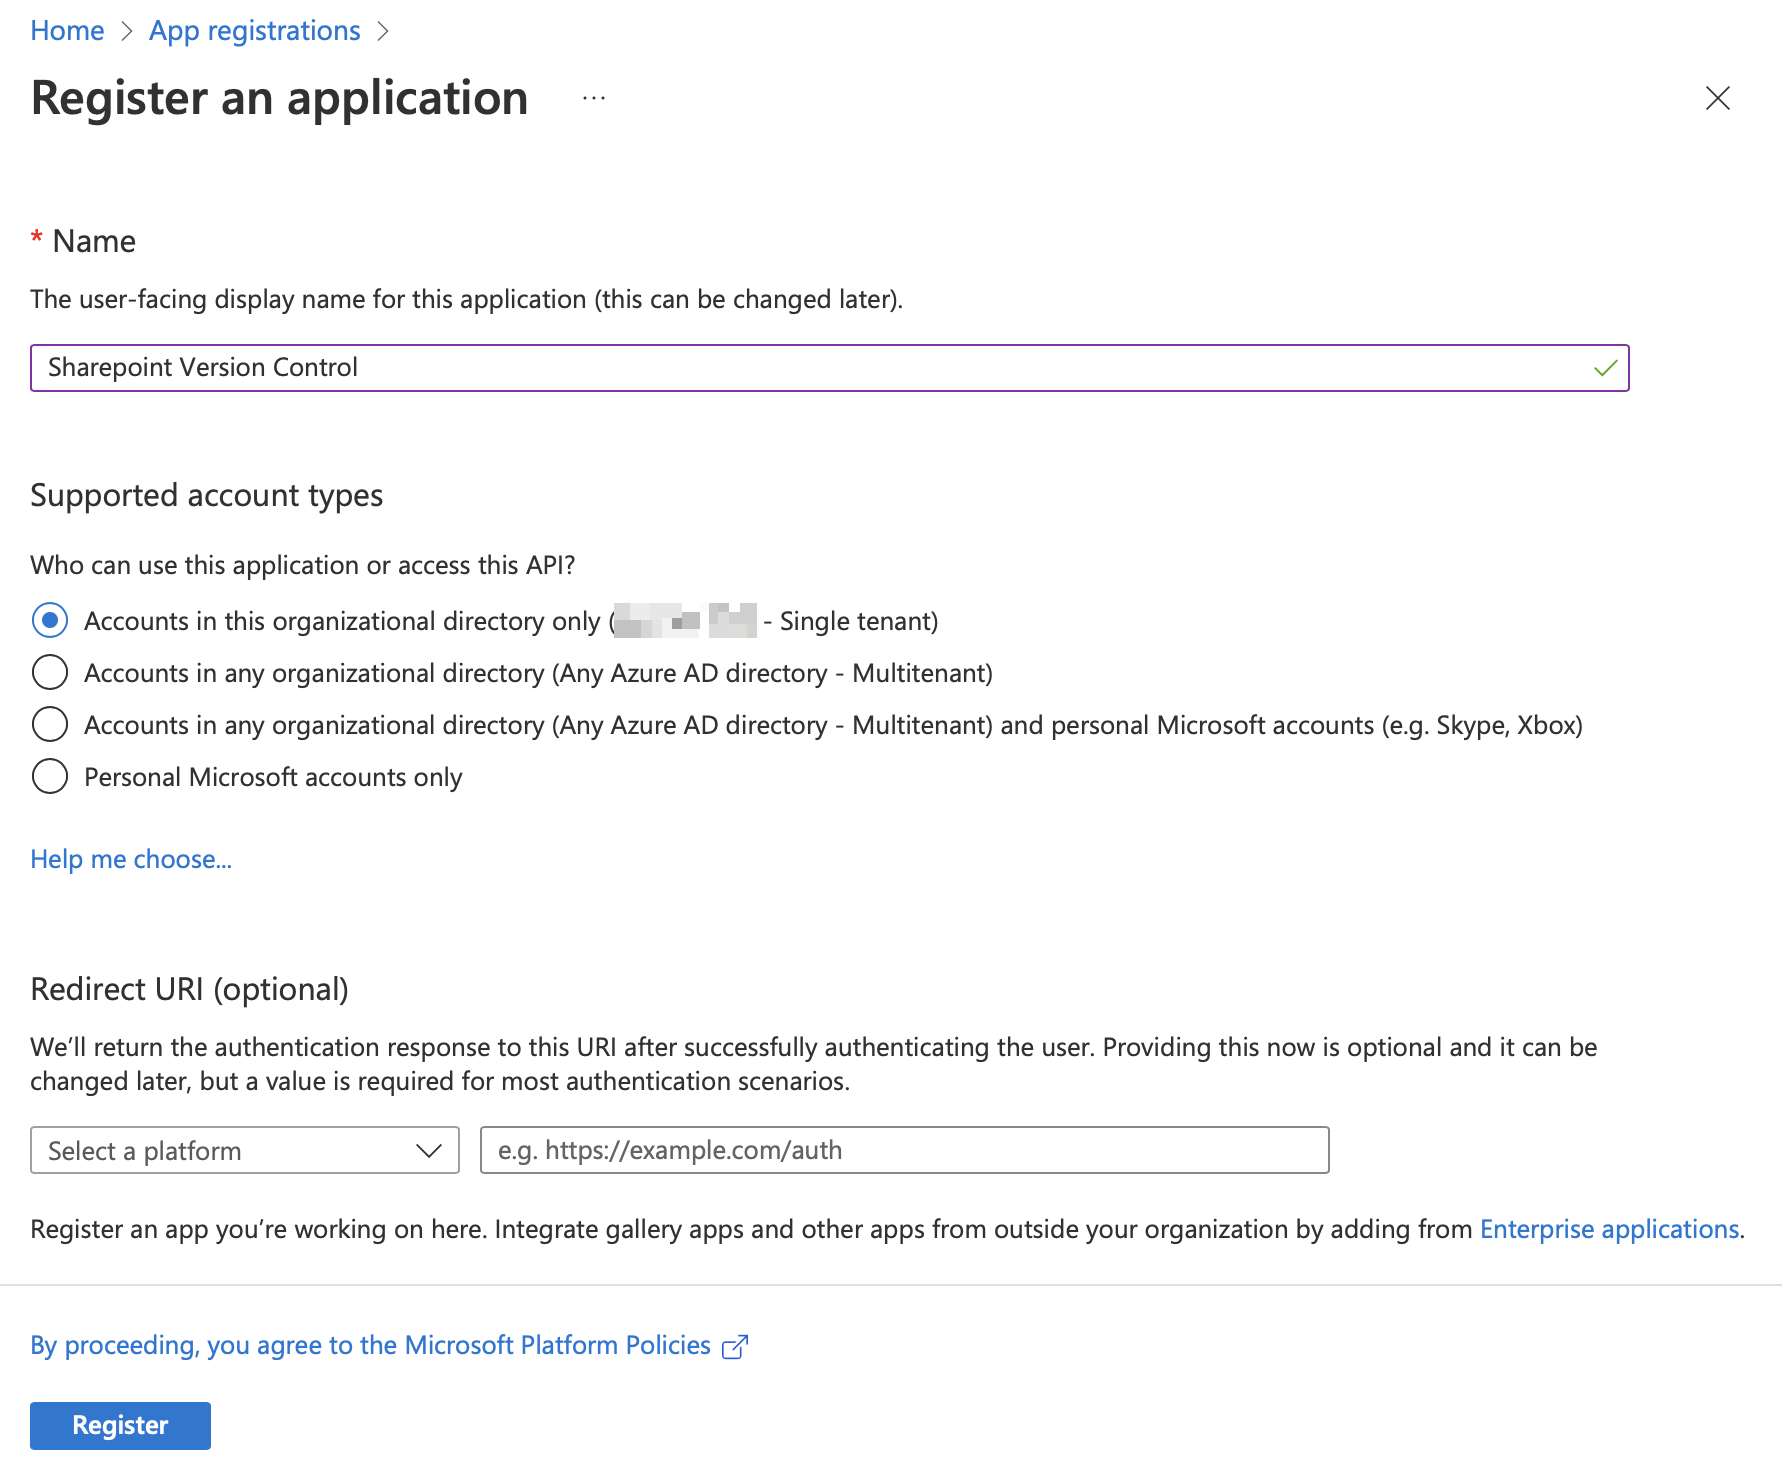 Home > App registrations >
Register an application ...
* Name
The user-facing display name for this application (this can be changed later).
Sharepoint Version Control
Supported account types
Who can use this application or access this API?
Accounts in this organizational directory only ( - Single tenant)
Accounts in any organizational directory (Any Azure AD directory - Multitenant)
Accounts in any organizational directory (Any Azure AD directory - Multitenant) and personal Microsoft accounts (e.g. Skype, Xbox)
Personal Microsoft accounts only
Help me choose...
Redirect URI (optional)
We’ll return the authentication response to this URI after successfully authenticating the user. Providing this now is optional and it can be
changed later, but a value is required for most authentication scenarios.
Select a platform
e.g. https://example.com/auth
Register an app you’re working on here. Integrate gallery apps and other apps from outside your organization by adding from Enterprise applications.
By proceeding, you agree to the Microsoft Platform Policies
Register